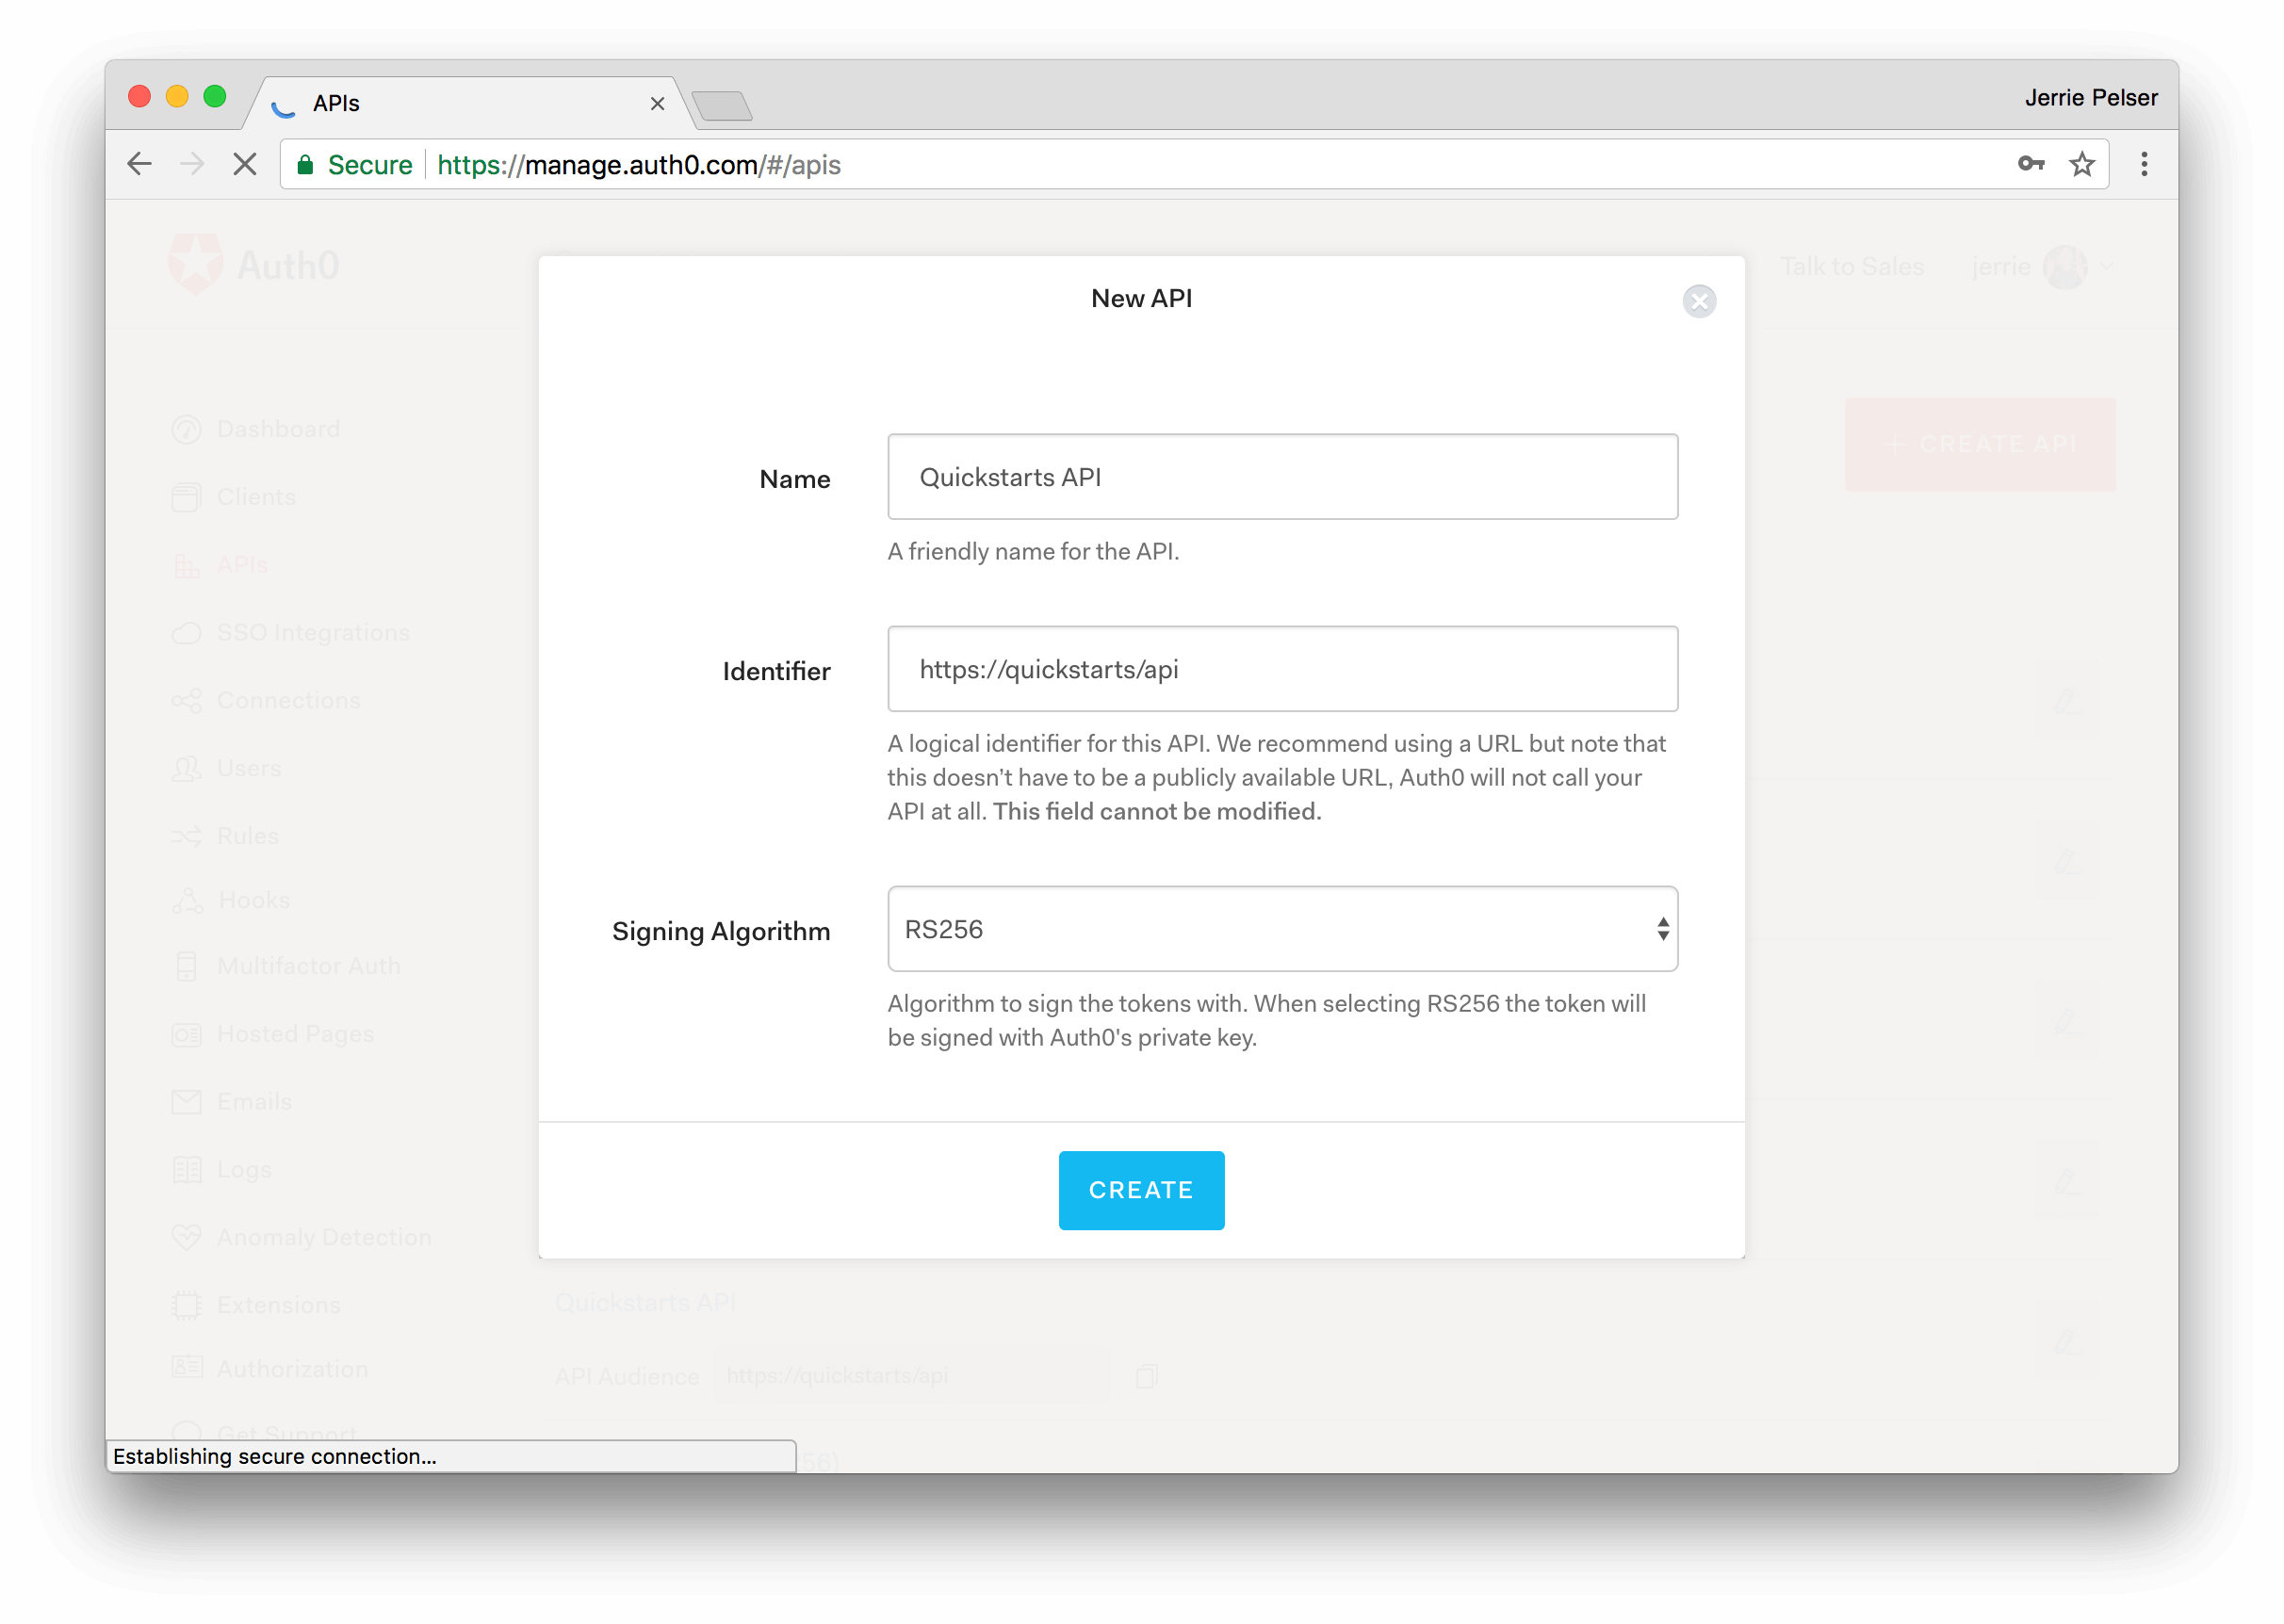 APIs
Jerrie Pelser
Secure https://manage.auth0.com/#/apis
Auth0
Talk to Sales jerrie
New API
+ CREATE API
Dashboard
Clients
APIs
SSO Integrations
Connections
Users
Rules
Hooks
Multifactor Auth
Hosted Pages
Emails
Logs
Anomaly Detection
Extensions
Authorization
Get Support
Name
Quickstarts API
A friendly name for the API.
Identifier
https://quickstarts/api
A logical identifier for this API. We recommend using a URL but note that
this doesn't have to be a publicly available URL, Auth0 will not call your
API at all. This field cannot be modified.
Signing Algorithm
RS256
Algorithm to sign the tokens with. When selecting RS256 the token will
be signed with Auth0's private key.
CREATE
Quickstarts API
API Audience https://quickstarts/api
56)
Establishing secure connection...